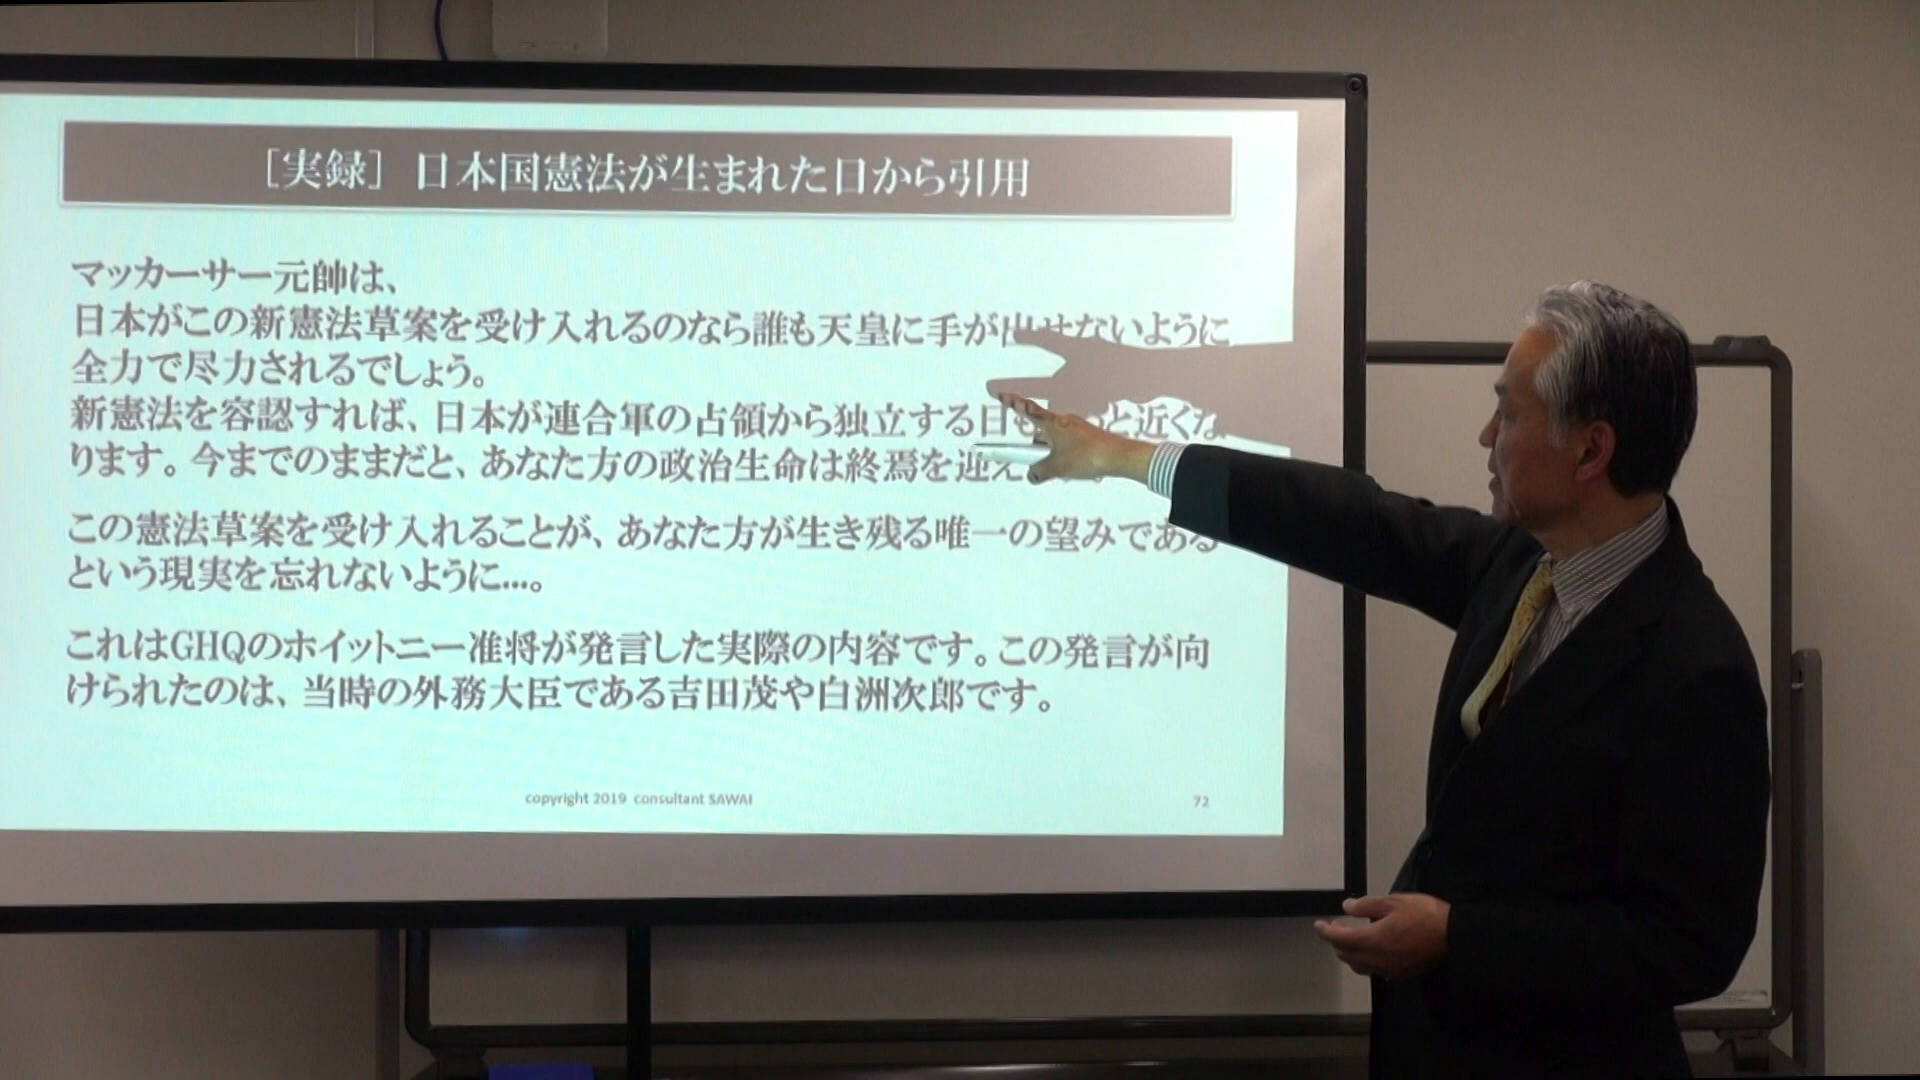 ［実録］ 日本国憲法が生まれた日から引用
マッカーサー元帥は、
日本がこの新憲法草案を受け入れるのなら誰も天皇に手が出せないように
全力で尽力されるでしょう。
新憲法を容認すれば、日本が連合軍の占領から独立する日も っと近くな
ります。今までのままだと、あなた方の政治生命は終焉を迎え
この憲法草案を受け入れることが、あなた方が生き残る唯一の望みである
という現実を忘れないように…。
これはGHQのホイットニー准将が発言した実際の内容です。この発言が向
けられたのは、当時の外務大臣である吉田茂や白洲次郎です。
copyright 2019 consultant SAWAI
72